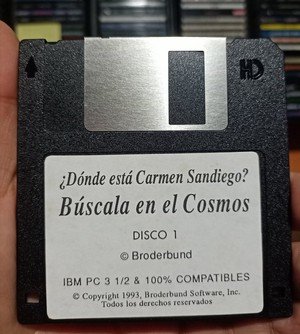 HD
¿Dónde está Carmen Sandiego?
Búscala en el Cosmos
DISCO 1
© Broderbund
IBM PC 3 1/2 & 100% COMPATIBLES
© Copyright 1993, Broderbund Software, Inc.
Todos los derechos reservados